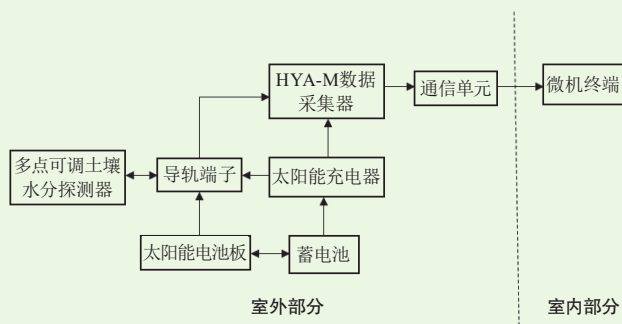 HYA-M数据
采集器
通信单元
微机终端
多点可调土壤
水分探测器
导轨端子
太阳能充电器
太阳能电池板
蓄电池
室外部分
室内部分